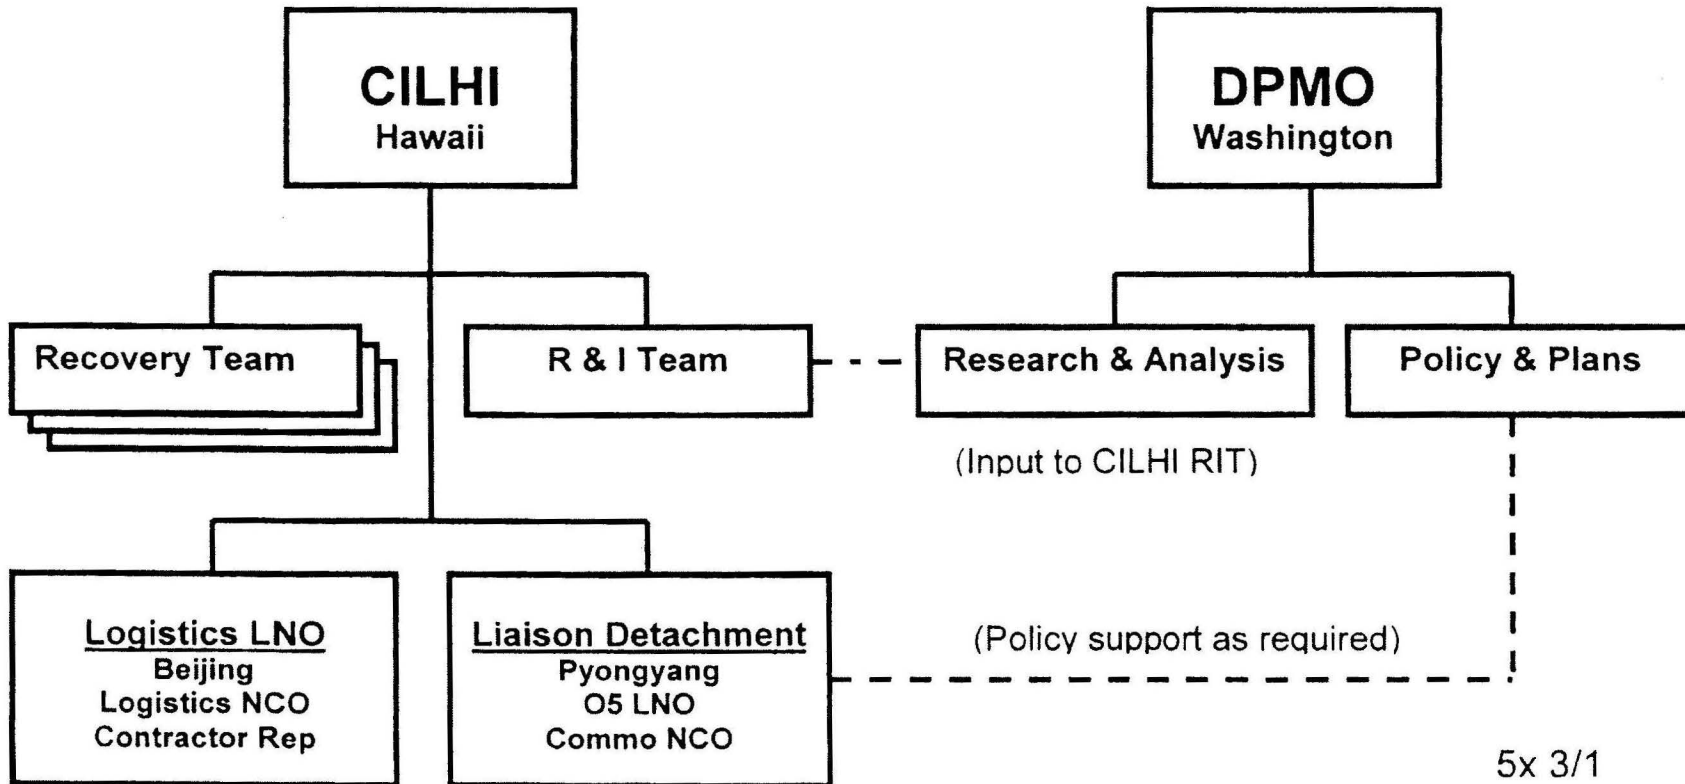 CILHI
Hawaii
DPMO
Washington
Recovery Team
R & I Team
Research & Analysis
Policy & Plans
(Input to CILHI RIT)
Logistics LNO
Beijing
Logistics NCO
Contractor Rep
Liaison Detachment
Pyongyang
O5 LNO
Commo NCO
(Policy support as required)
5x 3/1